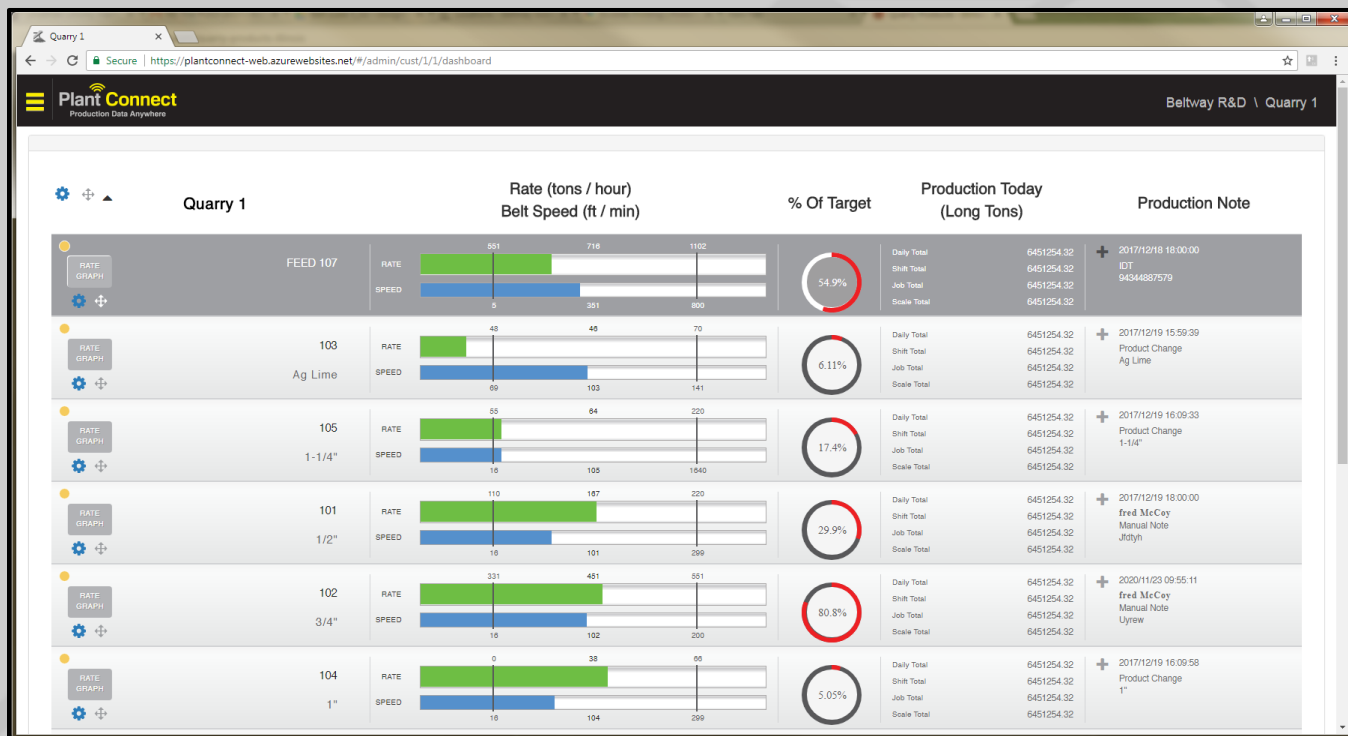 Quarry 1
Secure | https://plantconnect-web.azurewebsites.net/#/admin/cust/1/1/dashboard
Plant Connect
Production Data Anywhere
Beltway R&D \ Quarry 1
Quarry 1
Rate (tons / hour)
Belt Speed (ft / min)
% Of Target
Production Today
(Long Tons)
Production Note
RATE
GRAPH
FEED 107
551 716 1102
RATE
SPEED
5 351 800
54.9%
Daily Total 6451254.32
Shift Total 6451254.32
Job Total 6451254.32
Scale Total 6451254.32
2017/12/18 18:00:00
IDT
94344887579
RATE
GRAPH
103
Ag Lime
48 46 70
RATE
SPEED
69 103 141
6.11%
Daily Total 6451254.32
Shift Total 6451254.32
Job Total 6451254.32
Scale Total 6451254.32
2017/12/19 15:59:39
Product Change
Ag Lime
RATE
GRAPH
105
1-1/4"
55 64 220
RATE
SPEED
16 105 1640
17.4%
Daily Total 6451254.32
Shift Total 6451254.32
Job Total 6451254.32
Scale Total 6451254.32
2017/12/19 16:09:33
Product Change
1-1/4"
RATE
GRAPH
101
1/2"
110 167 220
RATE
SPEED
16 101 299
29.9%
Daily Total 6451254.32
Shift Total 6451254.32
Job Total 6451254.32
Scale Total 6451254.32
2017/12/19 18:00:00
fred McCoy
Manual Note
Jfdtyh
RATE
GRAPH
102
3/4"
331 451 551
RATE
SPEED
16 102 200
80.8%
Daily Total 6451254.32
Shift Total 6451254.32
Job Total 6451254.32
Scale Total 6451254.32
2020/11/23 09:55:11
fred McCoy
Manual Note
Uyrew
RATE
GRAPH
104
1"
0 38 66
RATE
SPEED
16 104 299
5.05%
Daily Total 6451254.32
Shift Total 6451254.32
Job Total 6451254.32
Scale Total 6451254.32
2017/12/19 16:09:58
Product Change
1"